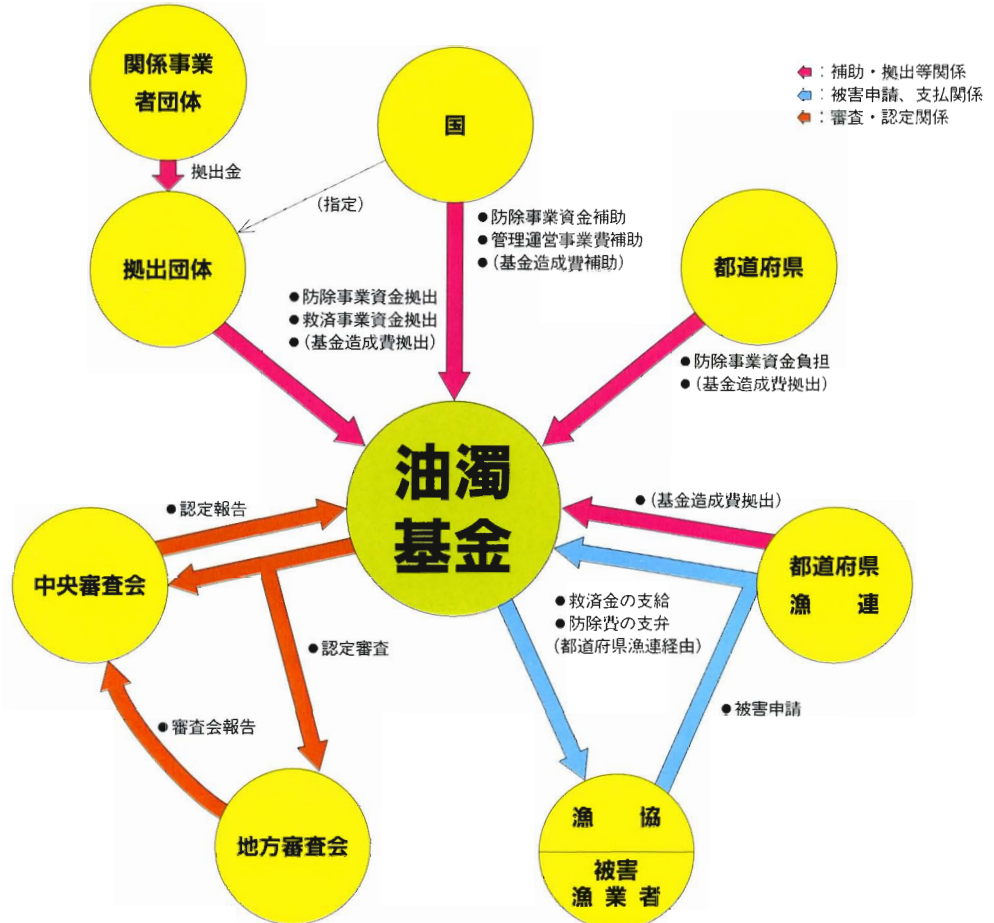 関係事業
者団体
国
: 補助・拠出等関係
: 被害申請、支払関係
: 審査・認定関係
拠出金
(指定)
拠出団体
●防除事業資金補助
●管理運営事業費補助
●(基金造成費補助)
都道府県
●防除事業資金拠出
●救済事業資金拠出
●(基金造成費拠出)
●防除事業資金負担
●(基金造成費拠出)
油濁
基金
●認定報告
●(基金造成費拠出)
中央審査会
都道府県
漁 連
●救済金の支給
●防除費の支弁
(都道府県漁連経由)
●認定審査
●被害申請
●審査会報告
地方審査会
漁 協
被害
漁業者